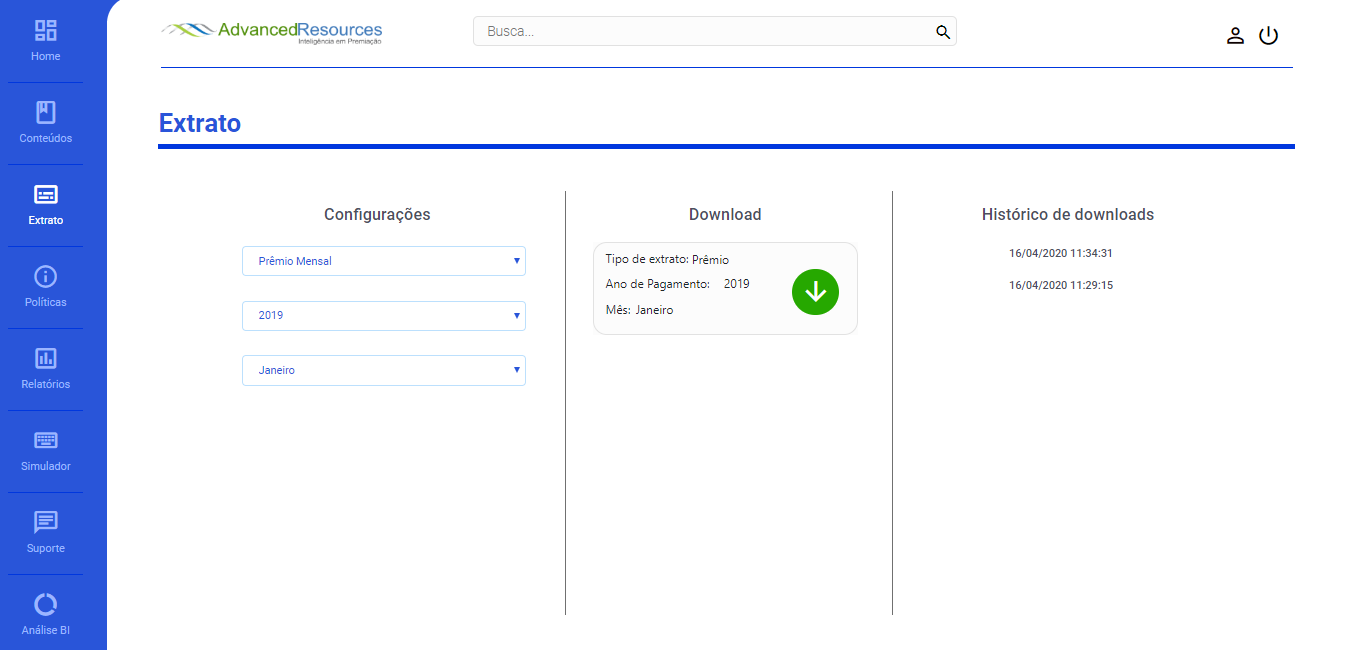 Home
Conteúdos
Extrato
Políticas
Relatórios
Simulador
Suporte
Análise BI
AdvancedResources
Inteligência em Premiação
Busca...
Extrato
Configurações
Prêmio Mensal
2019
Janeiro
Download
Tipo de extrato: Prêmio
Ano de Pagamento: 2019
Mês: Janeiro
Histórico de downloads
16/04/2020 11:34:31
16/04/2020 11:29:15